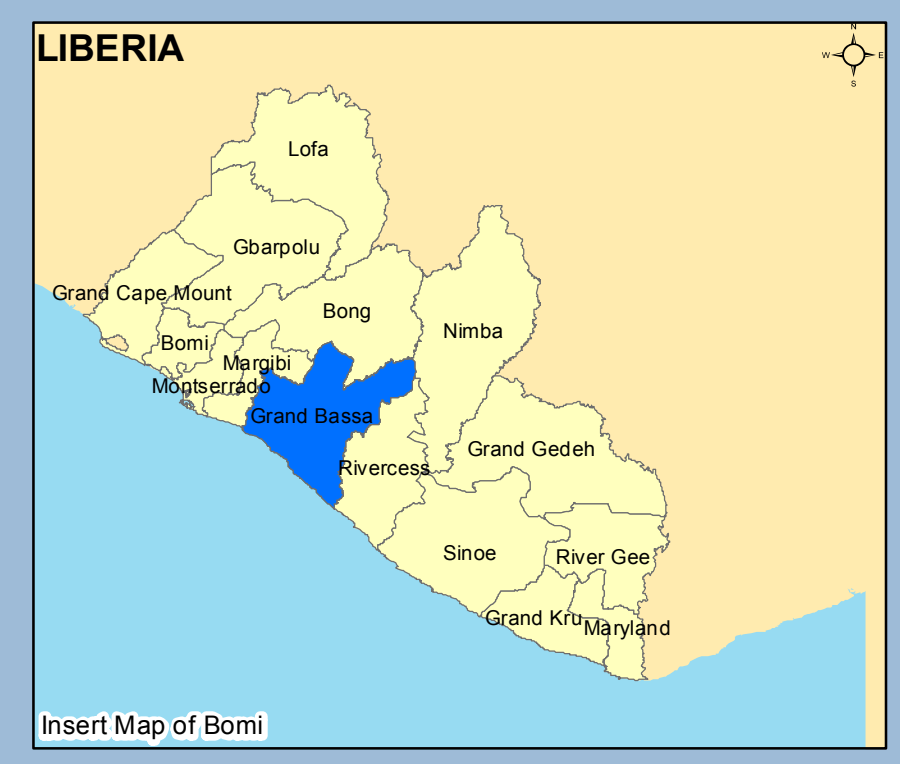 LIBERIA
N
W E
S
Lofa
Gbarpolu
Grand Cape Mount
Bong
Nimba
Bomi
Margibi
Montserrado
Grand Bassa
Grand Gedeh
Rivercess
Sinoe
River Gee
Grand Kru
Maryland
Insert Map of Bomi